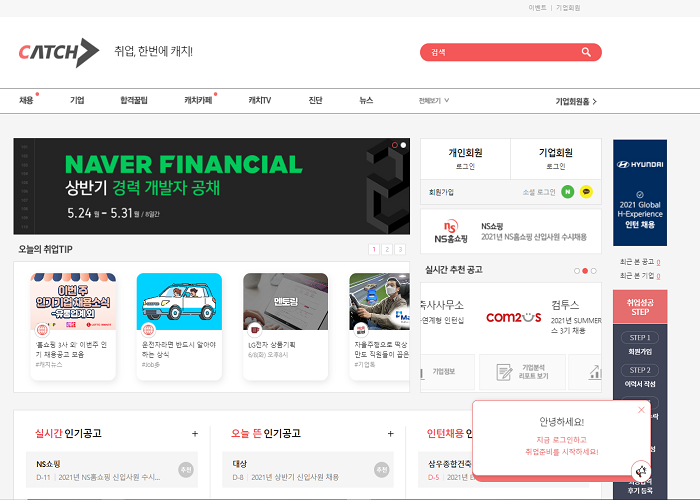 이벤트 | 기업회원
CATCH
취업, 한번에 캐치!
검색
채용
기업
합격꿀팁
캐치카페
캐치TV
진단
뉴스
전체보기 ∨
기업회원홈 >
NAVER FINANCIAL
상반기 경력 개발자 공채
5.24 월 – 5.31 월 / 8일간
개인회원
로그인
기업회원
로그인
회원가입
소셜 로그인
N
NS홈쇼핑
NS쇼핑
2021년 NS홈쇼핑 신입사원 수시채용
HYUNDAI
2021 Global
H-Experience
인턴 채용
최근 본 공고 0
최근 본 기업 0
오늘의 취업TIP
1 2 3
이번 주
인기기업 채용소식
-유통업계 외
'홈쇼핑 3사 외' 이번주 인
기 채용공고 모음
#캐치뉴스
운전자라면 반드시 알아야
하는 상식
#Job多
멘토링
LG전자 상품기획
6/8(화) 오후8시
자율주행으로 떡상
만도 직원들이 꼽은
#기업톡
실시간 추천 공고
축사사무소
수연계형 인턴십
com2uS
컴투스
2021년 SUMMER
스 3기 채용
기업정보
기업분석
리포트 보기
취업성공
STEP
STEP 1
회원가입
STEP 2
이력서 작성
후기 등록
실시간 인기공고 +
NS쇼핑
D-11 | 2021년 NS홈쇼핑 신입사원 수시...
추천
오늘 뜬 인기공고 +
대상
D-8 | 2021년 상반기 신입사원 채용
추천
인턴채용 인
삼우종합건축
D-5 | 2021년
안녕하세요!
지금 로그인하고
취업준비를 시작하세요!